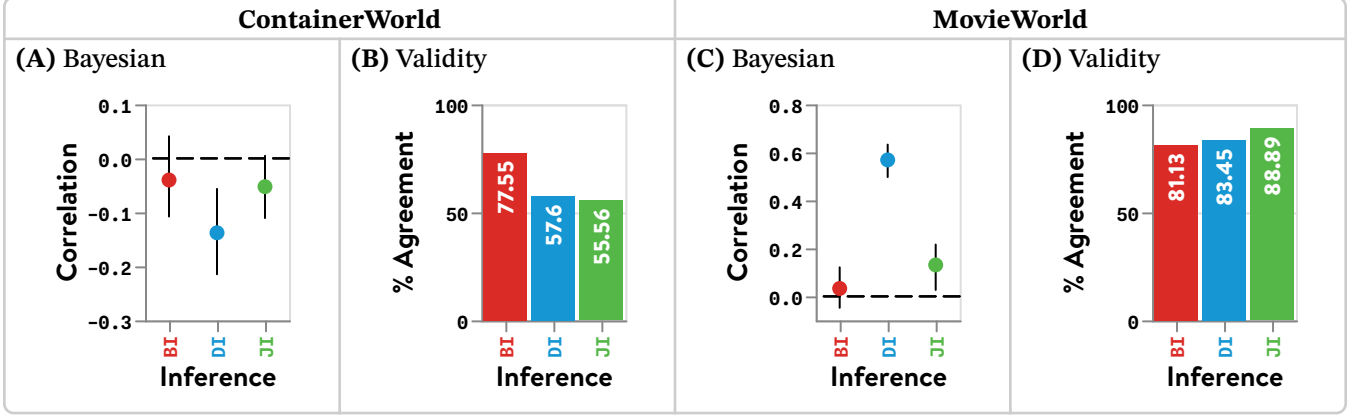 ContainerWorld
MovieWorld
(A) Bayesian
Correlation
0.1
0.0
−0.1
−0.2
−0.3
BI
DI
JI
Inference
(B) Validity
% Agreement
100
50
0
77.55
57.6
55.56
BI
DI
JI
Inference
(C) Bayesian
Correlation
0.8
0.6
0.4
0.2
0.0
BI
DI
JI
Inference
(D) Validity
% Agreement
100
50
0
81.13
83.45
88.89
BI
DI
JI
Inference